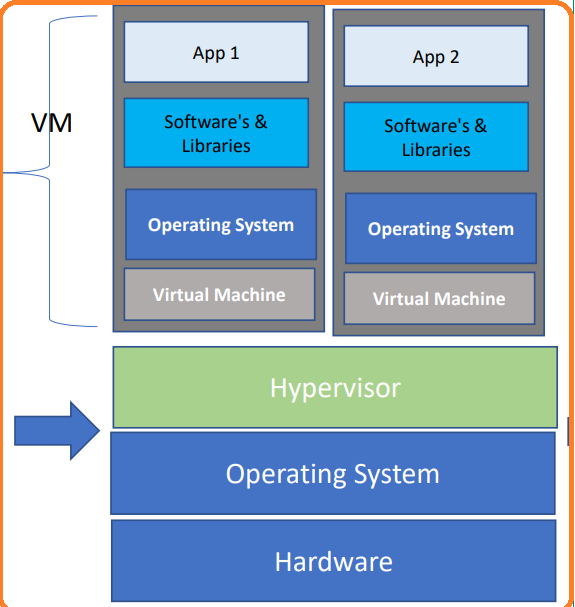 VM
App 1
Software's &
Libraries
Operating System
Virtual Machine
App 2
Software's &
Libraries
Operating System
Virtual Machine
Hypervisor
Operating System
Hardware